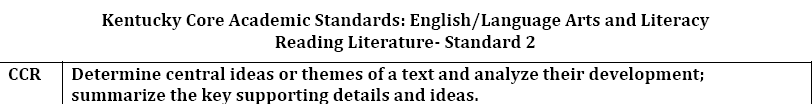 Kentucky Core Academic Standards: English/Language Arts and Literacy
Reading Literature- Standard 2
CCR Determine central ideas or themes of a text and analyze their development;
summarize the key supporting details and ideas.